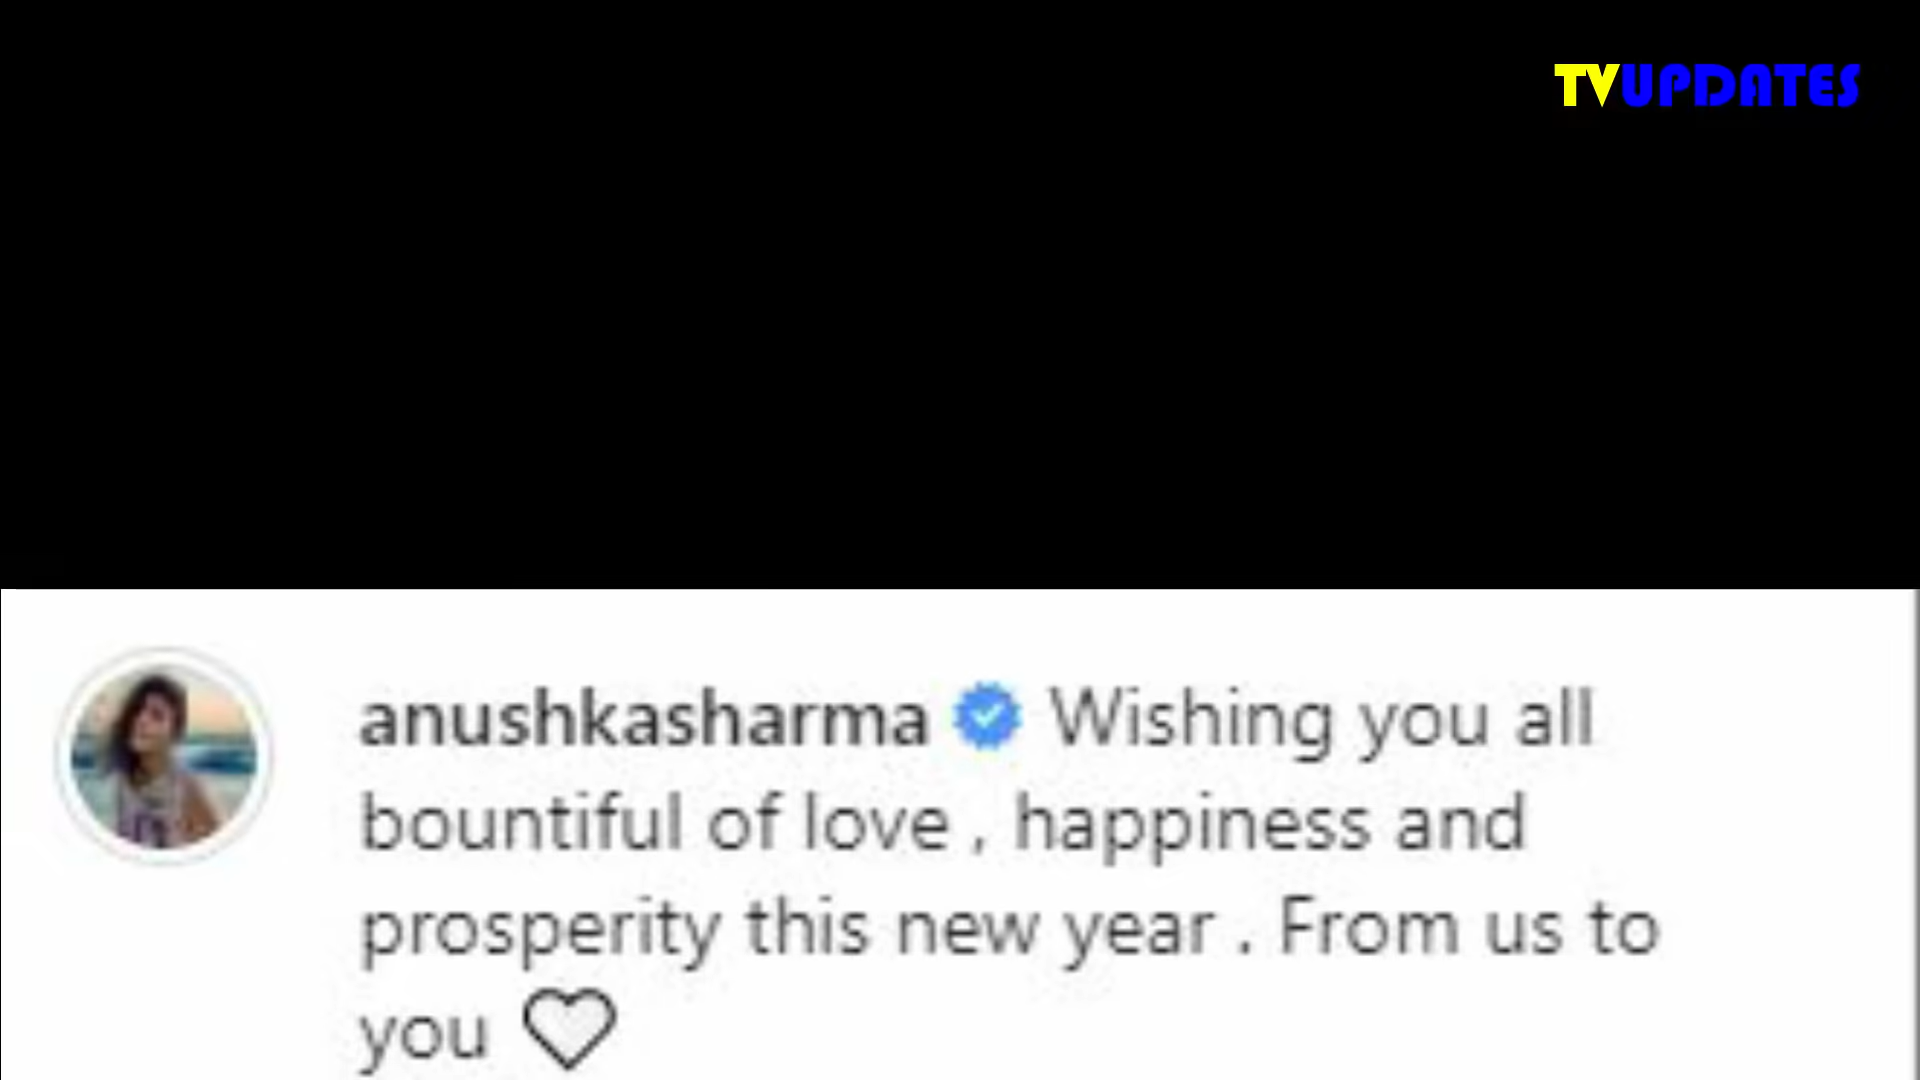 TVUPDATES
anushkasharma Wishing you all
bountiful of love , happiness and
prosperity this new year . From us to
you ♡